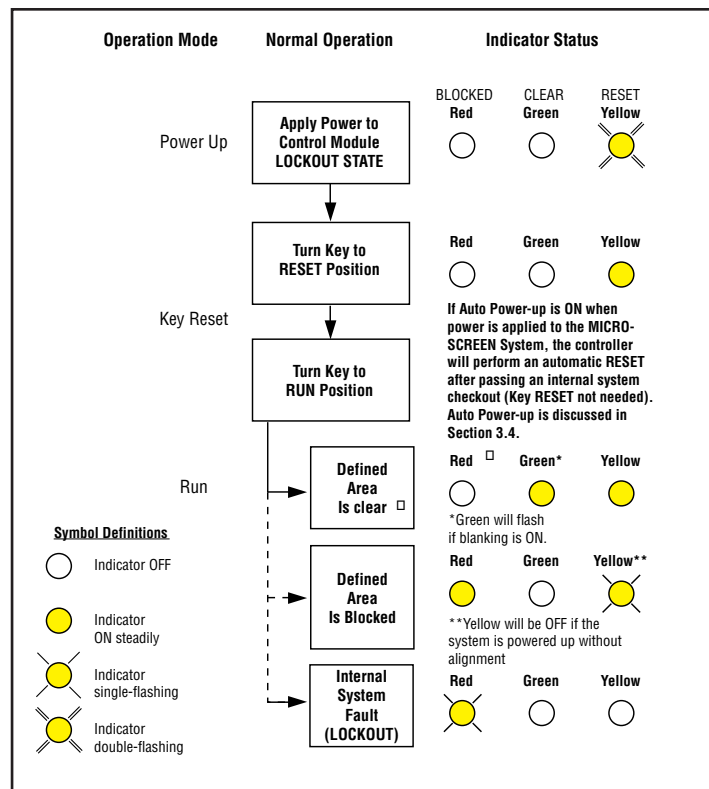 Operation Mode Normal Operation Indicator Status
BLOCKED CLEAR RESET
Red Green Yellow
Power Up
Apply Power to
Control Module
LOCKOUT STATE
Turn Key to
RESET Position
Red Green Yellow
Key Reset
If Auto Power-up is ON when
power is applied to the MICRO-
SCREEN System, the controller
will perform an automatic RESET
after passing an internal system
checkout (Key RESET not needed).
Auto Power-up is discussed in
Section 3.4.
Turn Key to
RUN Position
Run
Defined
Area
Is clear
Red Green* Yellow
*Green will flash
if blanking is ON.
Defined
Area
Is Blocked
Red Green Yellow**
**Yellow will be OFF if the
system is powered up without
alignment
Internal
System
Fault
(LOCKOUT)
Red Green Yellow
Symbol Definitions
Indicator OFF
Indicator
ON steadily
Indicator
single-flashing
Indicator
double-flashing